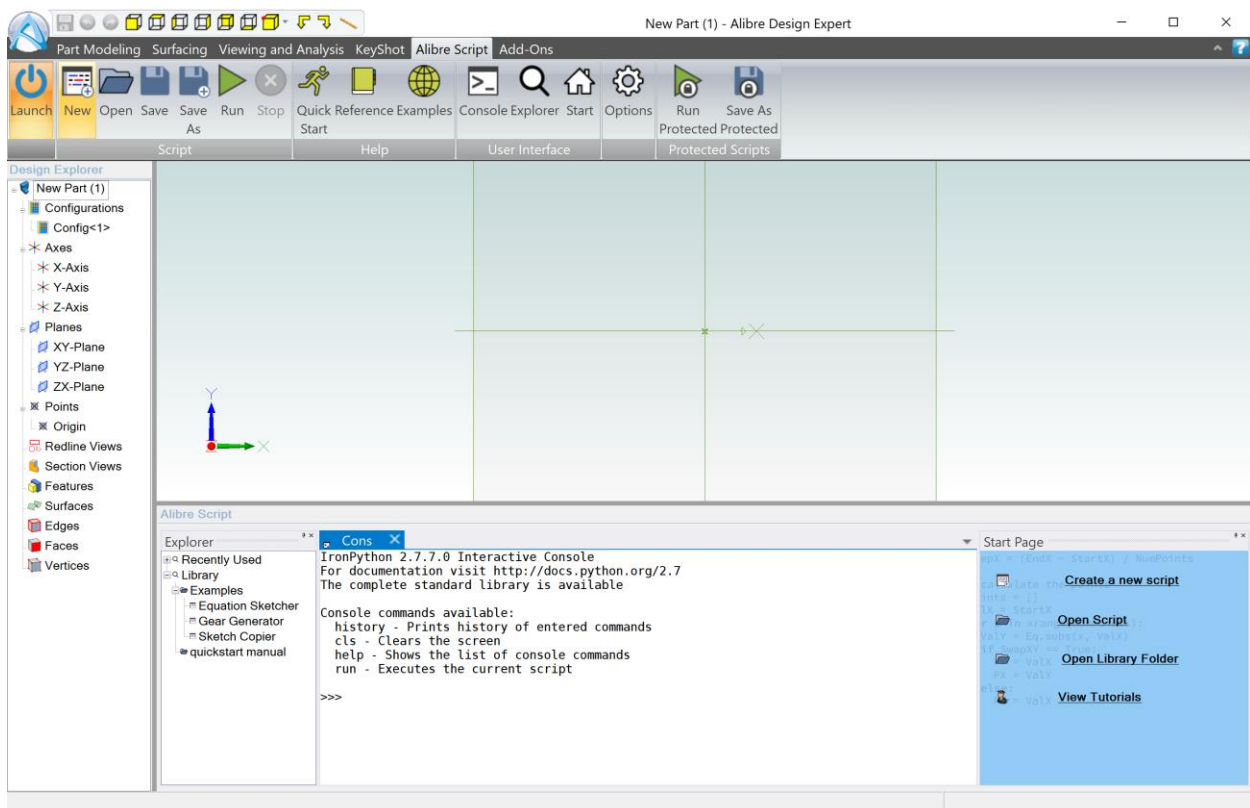 New Part (1) - Alibre Design Expert
Part Modeling Surfacing Viewing and Analysis KeyShot Alibre Script Add-Ons
Launch New Open Save Save As Run Stop Quick Start Reference Examples Console Explorer Start Options Run Protected Save As Protected
Script Help User Interface Protected Scripts
Design Explorer
New Part (1)
Configurations
Config<1>
Axes
X-Axis
Y-Axis
Z-Axis
Planes
XY-Plane
YZ-Plane
ZX-Plane
Points
Origin
Redline Views
Section Views
Features
Surfaces
Edges
Faces
Vertices
X
Y
X
Alibre Script
Explorer
Recently Used
Library
Examples
Equation Sketcher
Gear Generator
Sketch Copier
quickstart manual
Cons
IronPython 2.7.7.0 Interactive Console
For documentation visit http://docs.python.org/2.7
The complete standard library is available
Console commands available:
history - Prints history of entered commands
cls - Clears the screen
help - Shows the list of console commands
run - Executes the current script
>>>
Start Page
epX = (EndX - StartX) / NumPoints
Create a new script
Open Script
Open Library Folder
View Tutorials